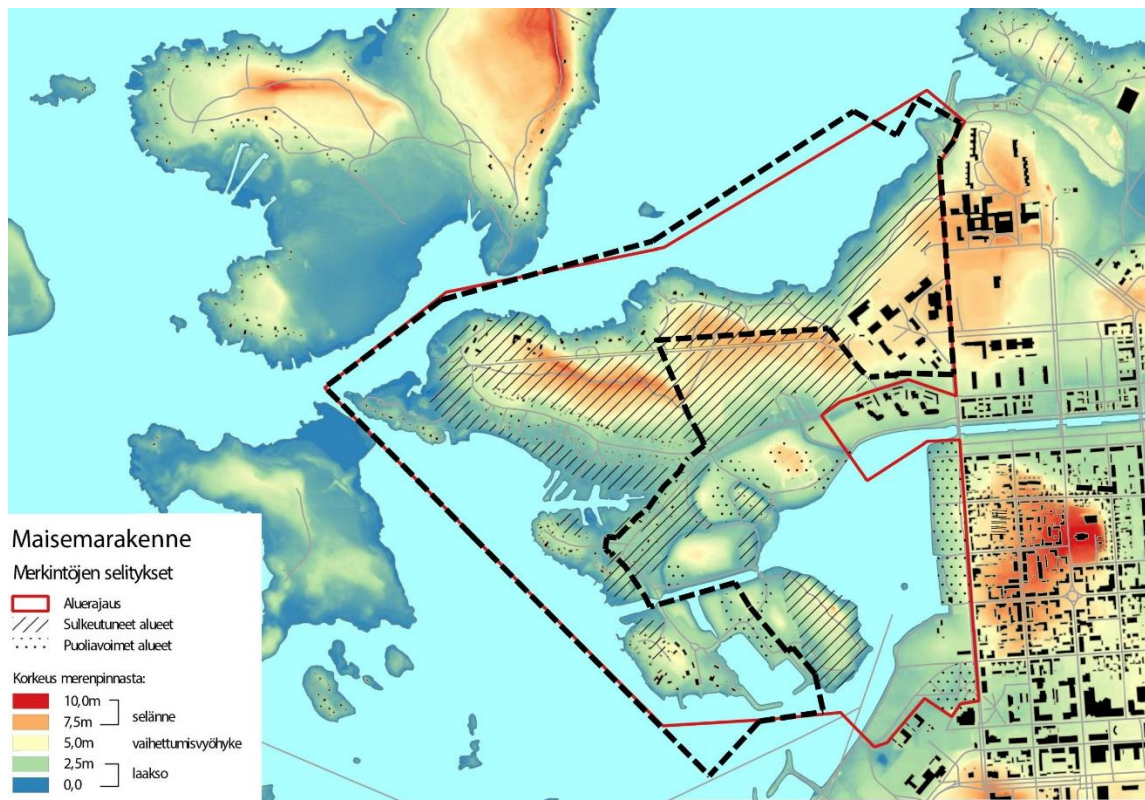 Maisemarakenne
Merkintöjen selitykset
Aluerajaus
Sulkeutuneet alueet
Puoliavoimet alueet
Korkeus merenpinnasta:
10,0m
7,5m
selänne
5,0m vaihettumisvyöhyke
2,5m
0,0
laakso